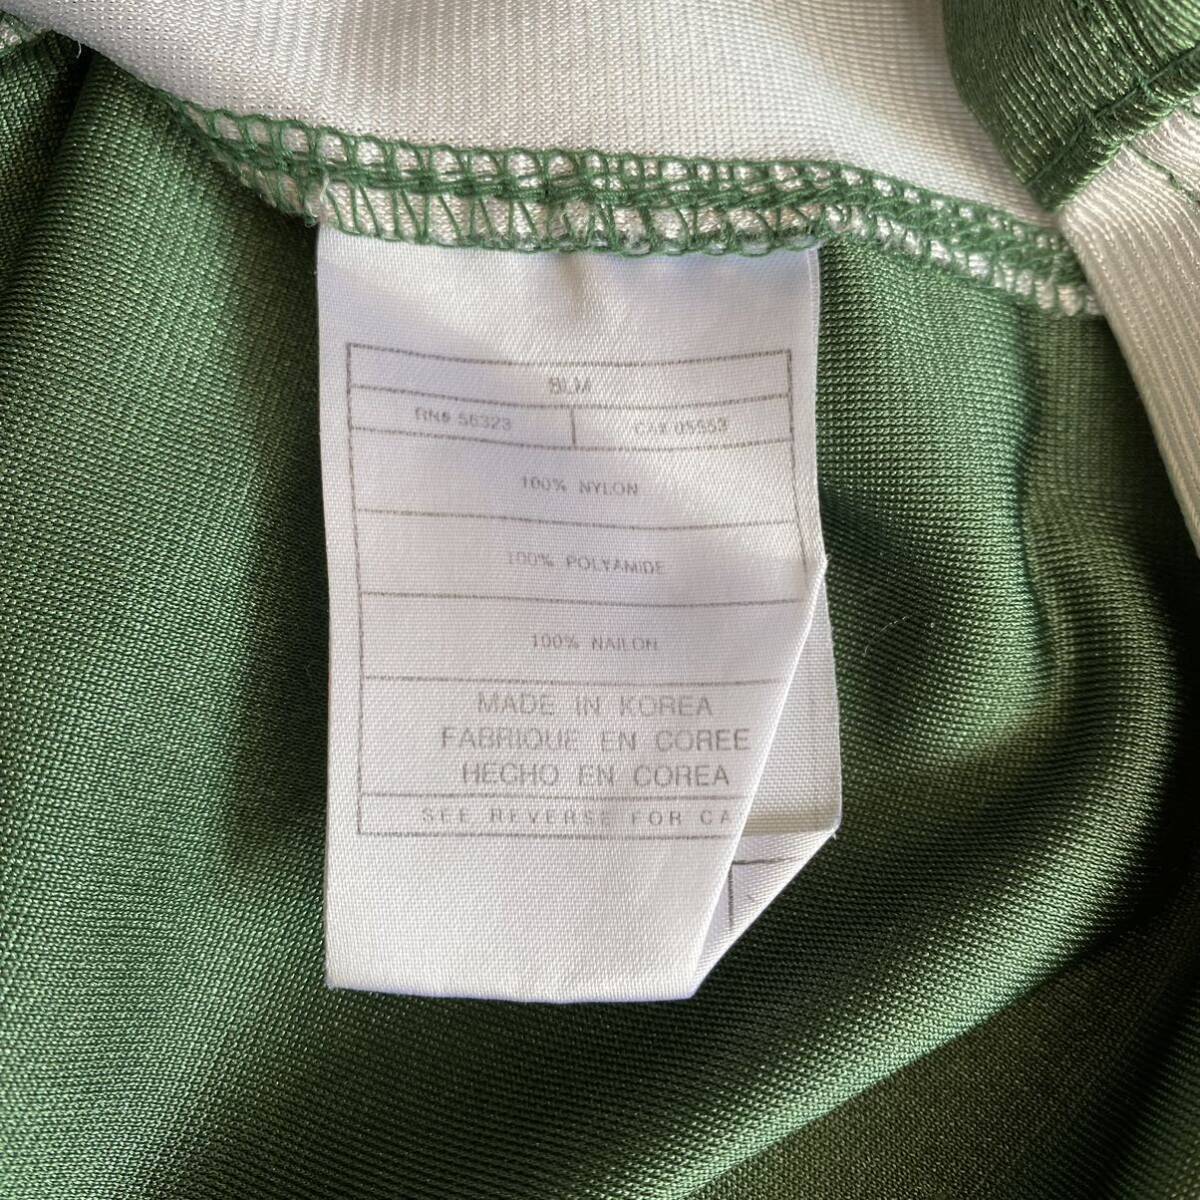 SLM
RN# 56323 CA# 05553
100% NYLON
100% POLYAMIDE
100% NAILON
MADE IN KOREA
FABRIQUE EN COREE
HECHO EN COREA
SEE REVERSE FOR CA